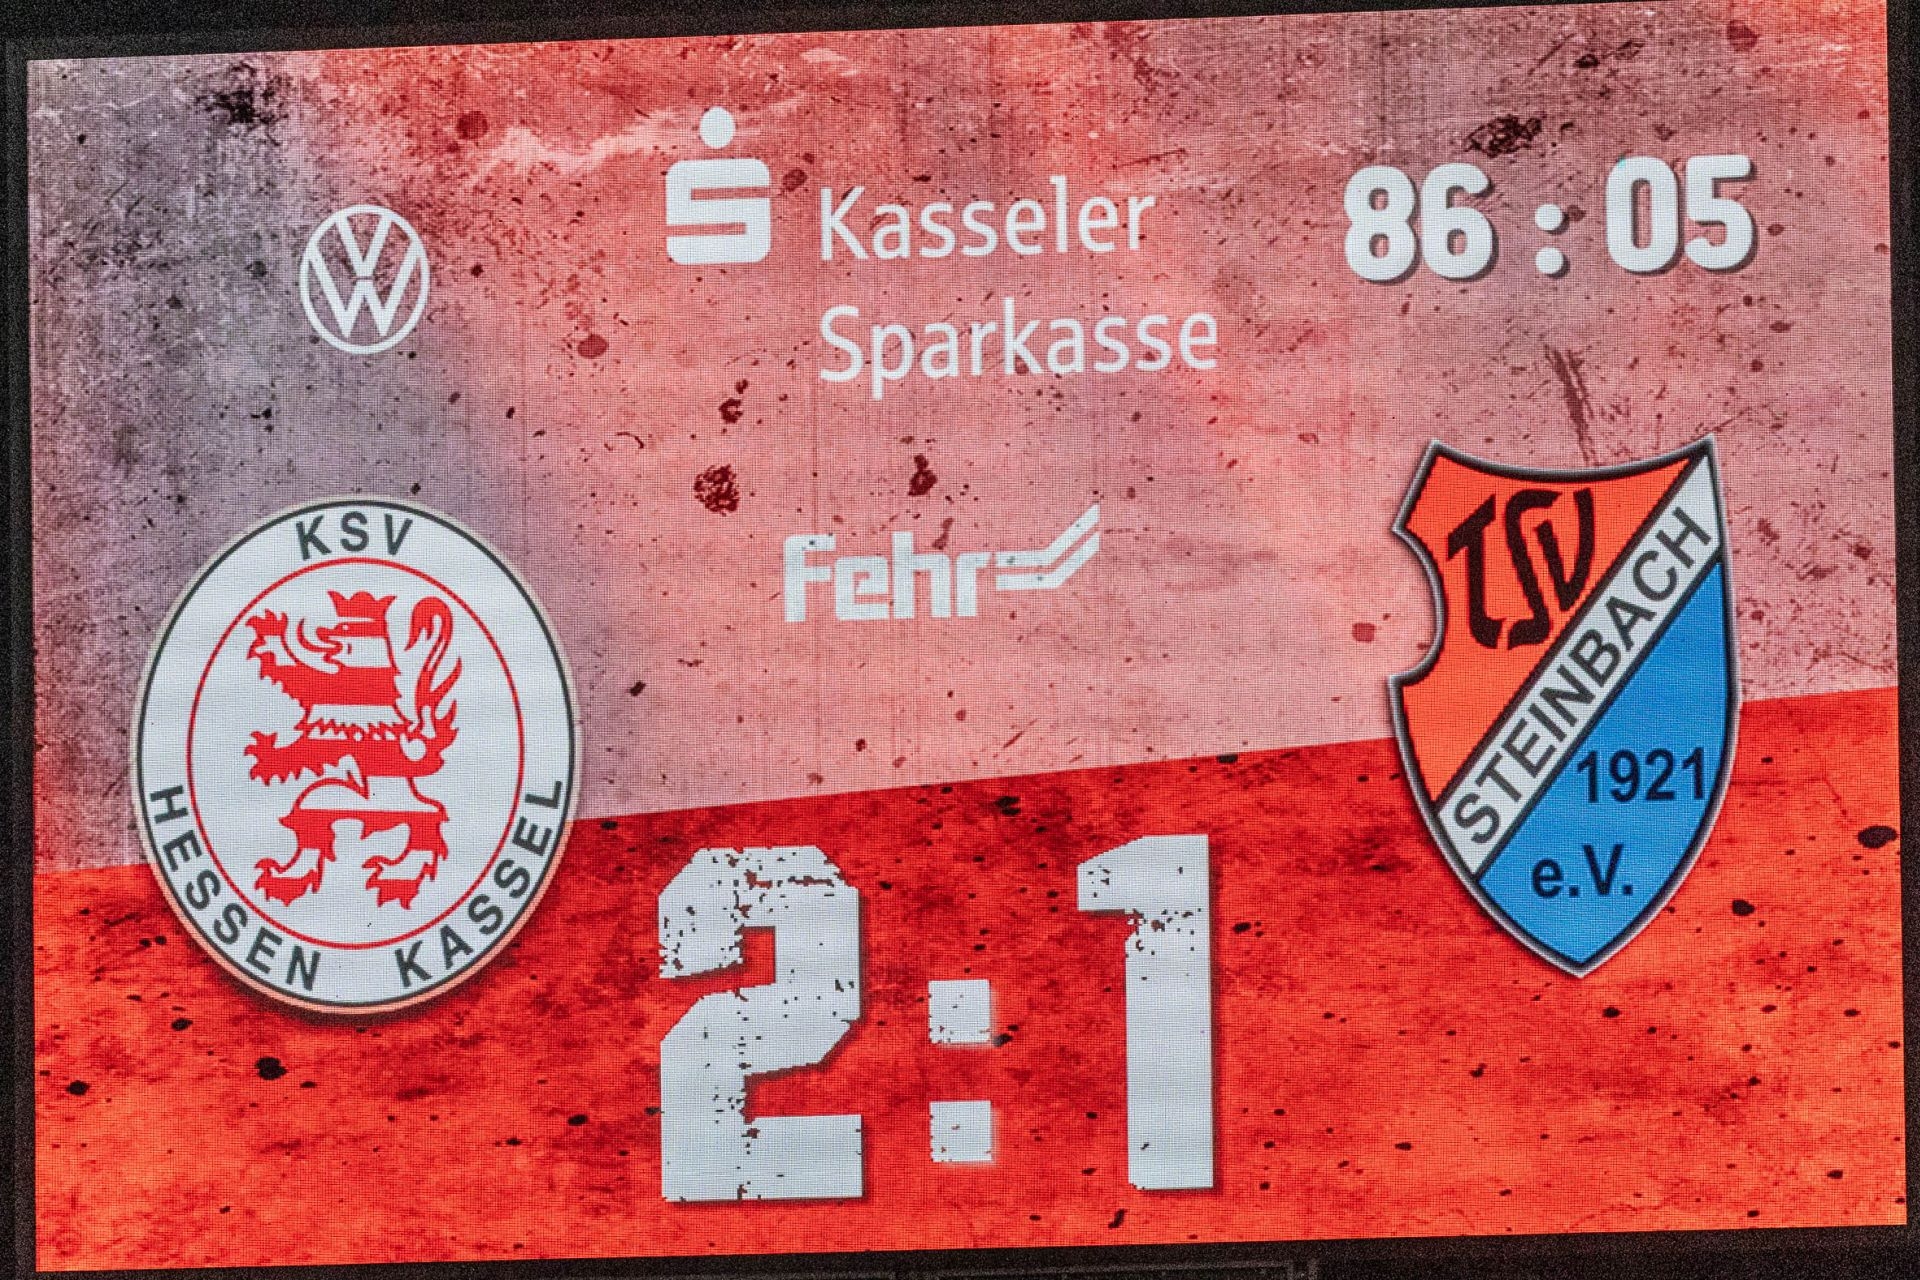 Kasseler
Sparkasse
86:05
Fehr
KSV
HESSEN KASSEL
TSV
STEINBACH
1921
e.V.
2:1